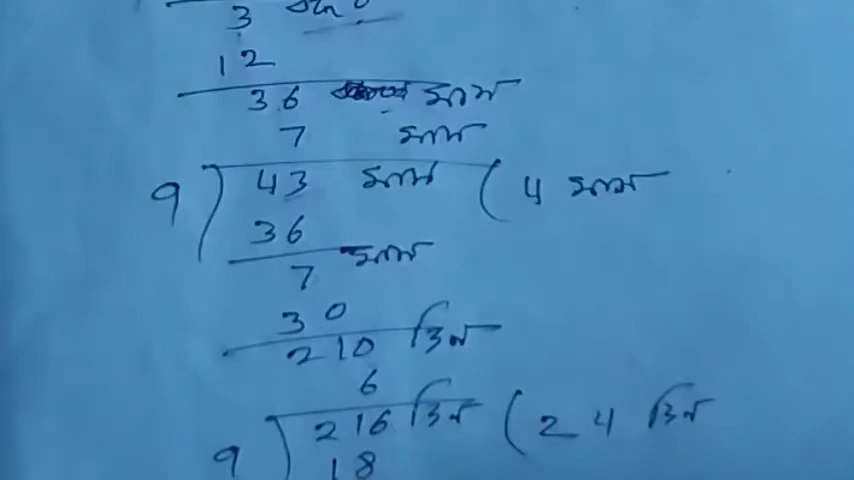 3
12
36 মাস
7 মাস
9 ) 43 মাস ( 4 মাস
36
7 মাস
30
210 দিন
6
9 ) 216 দিন ( 24 দিন
18